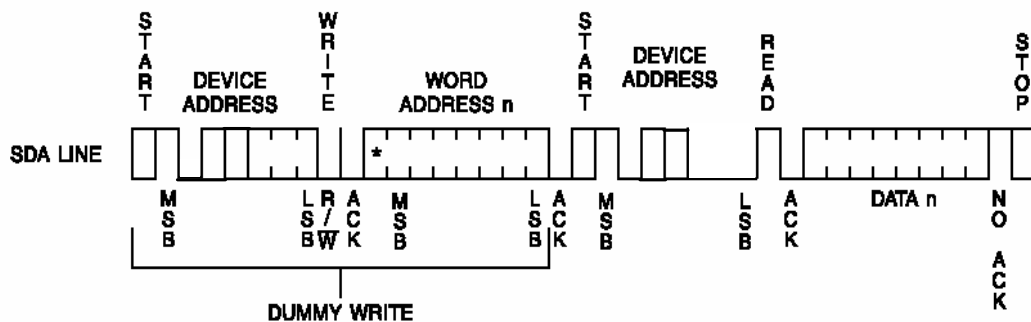 START
WRITE
START
READ
STOP
DEVICE
ADDRESS
WORD
ADDRESS n
DEVICE
ADDRESS
SDA LINE
*
MSB
LSB
R/W
ACK
MSB
LSB
ACK
MSB
LSB
ACK
DATA n
NO ACK
DUMMY WRITE